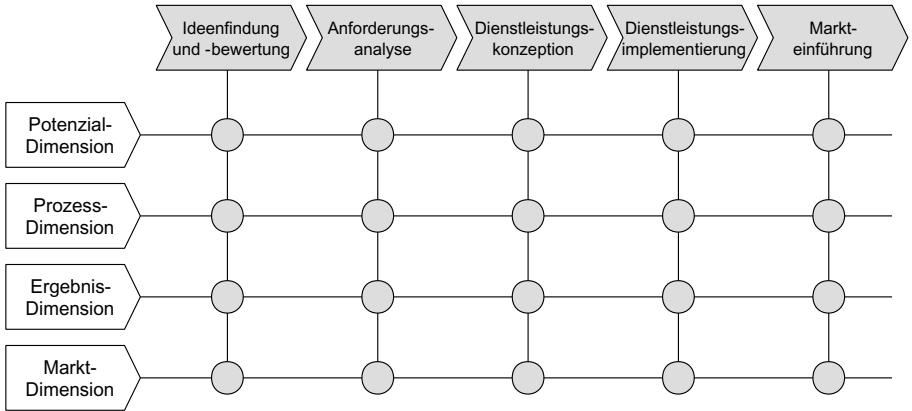 Ideenfindung
und -bewertung
Anforderungs-
analyse
Dienstleistungs-
konzeption
Dienstleistungs-
implementierung
Markt-
einführung
Potenzial-
Dimension
Prozess-
Dimension
Ergebnis-
Dimension
Markt-
Dimension